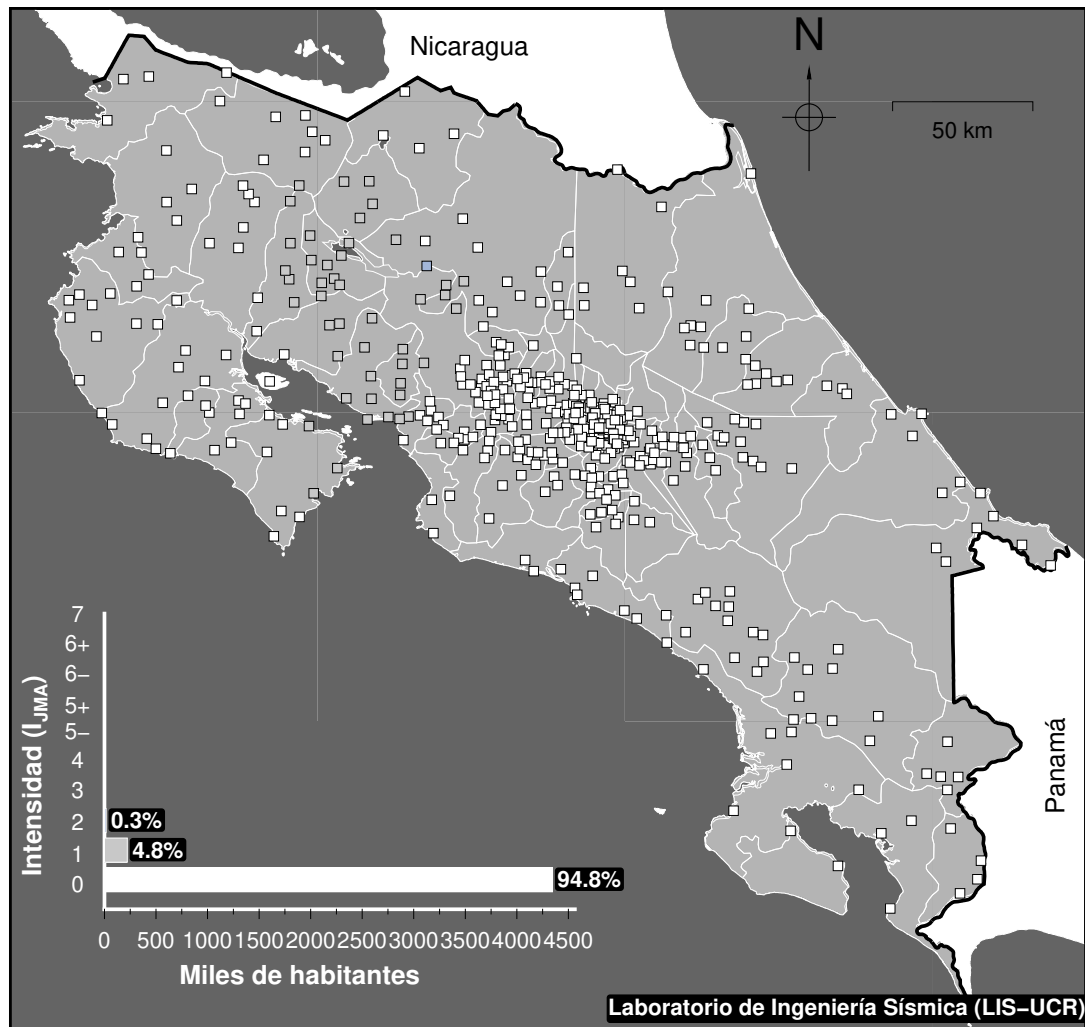 Nicaragua
N
50 km
Panamá
Intensidad (I_JMA)
7
6+
6−
5+
5−
4
3
2
1
0
0.3%
4.8%
94.8%
0 500 1000 1500 2000 2500 3000 3500 4000 4500
Miles de habitantes
Laboratorio de Ingeniería Sísmica (LIS−UCR)